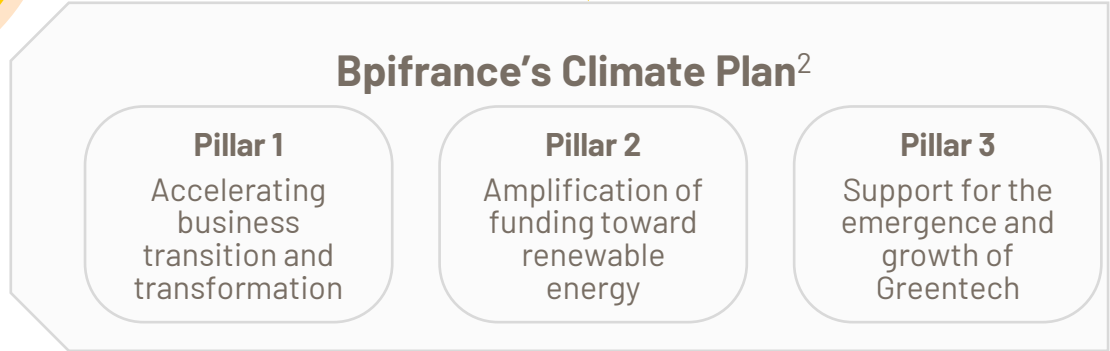 Bpifrance’s Climate Plan2
Pillar 1
Accelerating
business
transition and
transformation
Pillar 2
Amplification of
funding toward
renewable
energy
Pillar 3
Support for the
emergence and
growth of
Greentech